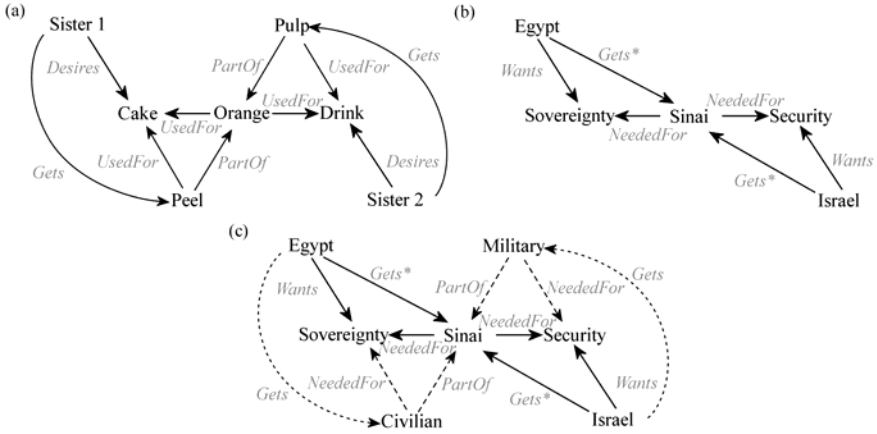 (a)
Sister 1
Pulp
Desires
PartOf
UsedFor
Gets
Cake
Orange
Drink
UsedFor
UsedFor
UsedFor
PartOf
Desires
Gets
Peel
Sister 2
(b)
Egypt
Wants
Gets*
Sovereignty
Sinai
Security
NeededFor
NeededFor
Gets*
Wants
Israel
(c)
Egypt
Military
Wants
Gets*
PartOf
NeededFor
Gets
Sovereignty
Sinai
Security
NeededFor
NeededFor
NeededFor
PartOf
Wants
Gets
Gets*
Civilian
Israel